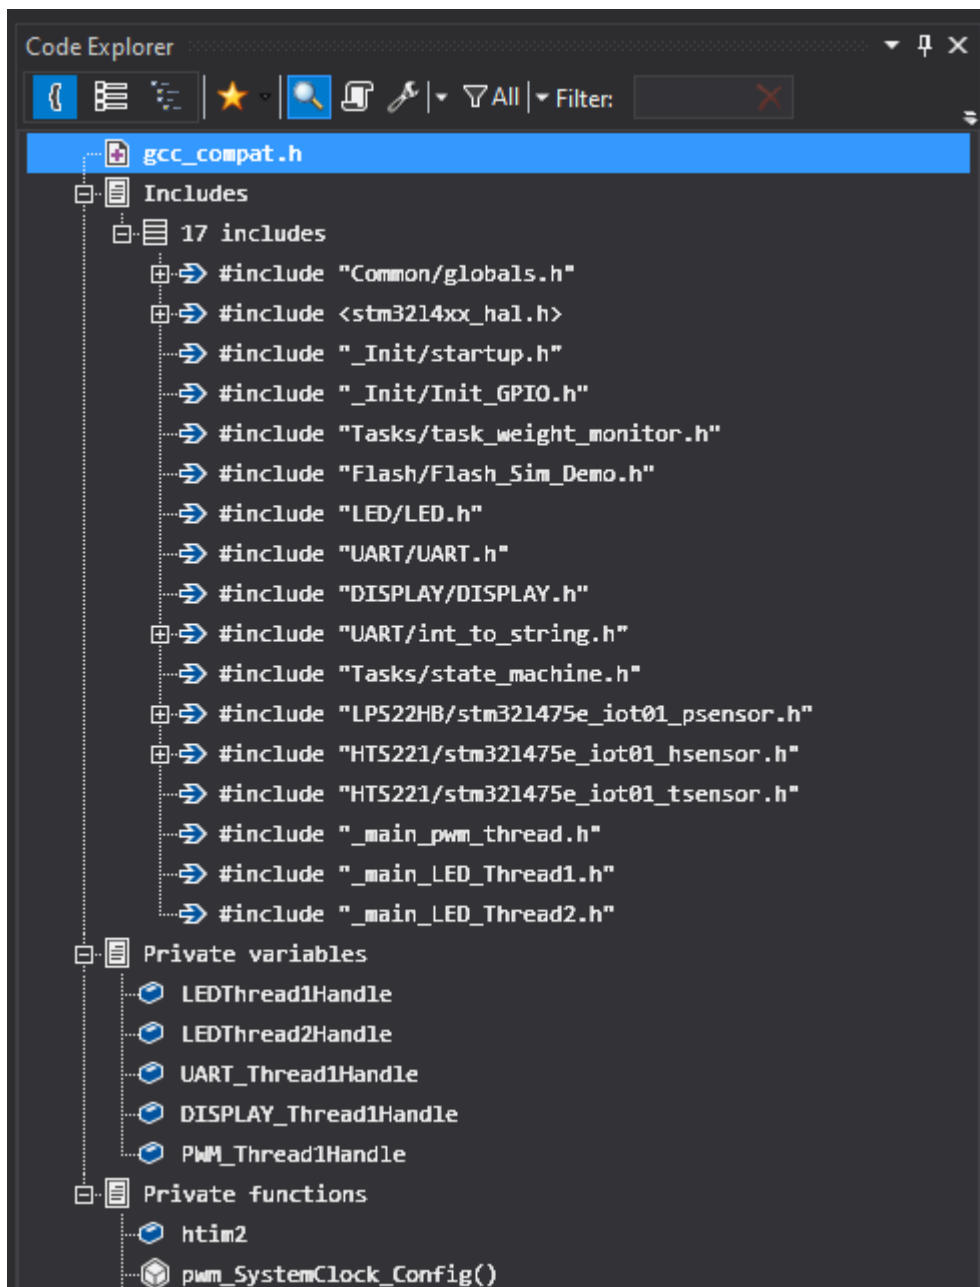 Code Explorer
All Filter:
gcc_compat.h
Includes
17 includes
#include "Common/globals.h"
#include <stm32l4xx_hal.h>
#include "_Init/startup.h"
#include "_Init/Init_GPIO.h"
#include "Tasks/task_weight_monitor.h"
#include "Flash/Flash_Sim_Demo.h"
#include "LED/LED.h"
#include "UART/UART.h"
#include "DISPLAY/DISPLAY.h"
#include "UART/int_to_string.h"
#include "Tasks/state_machine.h"
#include "LPS22HB/stm32l475e_iot01_psensor.h"
#include "HTS221/stm32l475e_iot01_hsensor.h"
#include "HTS221/stm32l475e_iot01_tsensor.h"
#include "_main_pwm_thread.h"
#include "_main_LED_Thread1.h"
#include "_main_LED_Thread2.h"
Private variables
LEDThread1Handle
LEDThread2Handle
UART_Thread1Handle
DISPLAY_Thread1Handle
PWM_Thread1Handle
Private functions
htim2
pwm_SystemClock_Config()